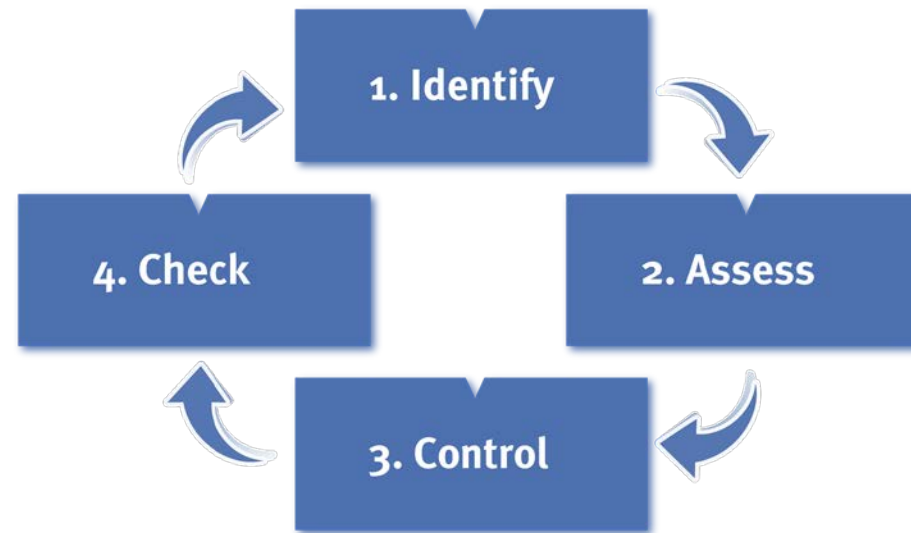 1. Identify
2. Assess
3. Control
4. Check